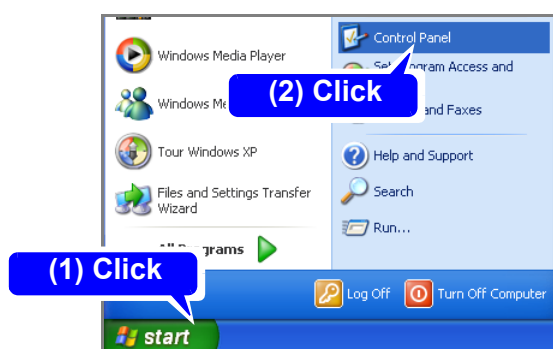 Windows Media Player
Windows Me
Tour Windows XP
Files and Settings Transfer
Wizard
All Programs
Control Panel
Program Access and
and Faxes
Help and Support
Search
Run...
(2) Click
(1) Click
Log Off
Turn Off Computer
start